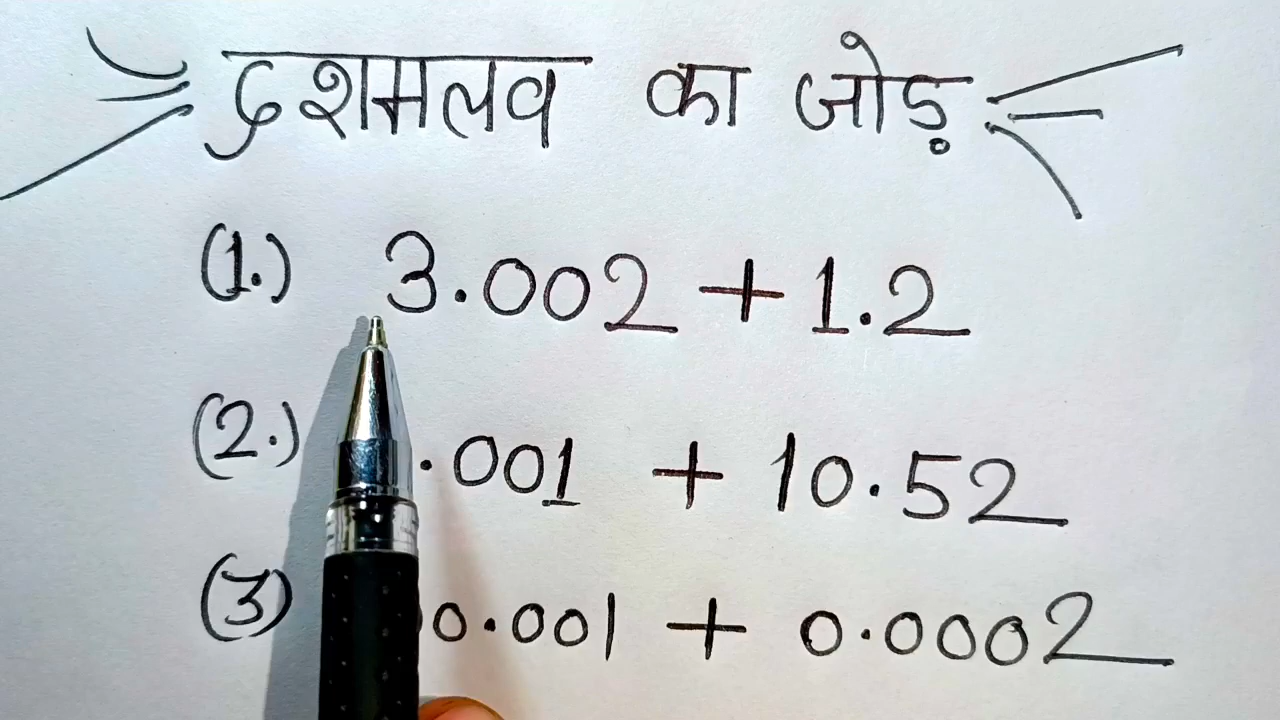 दशमलव का जोड़
(1.) 3.002 + 1.2
(2.) .001 + 10.52
(3) 0.001 + 0.0002